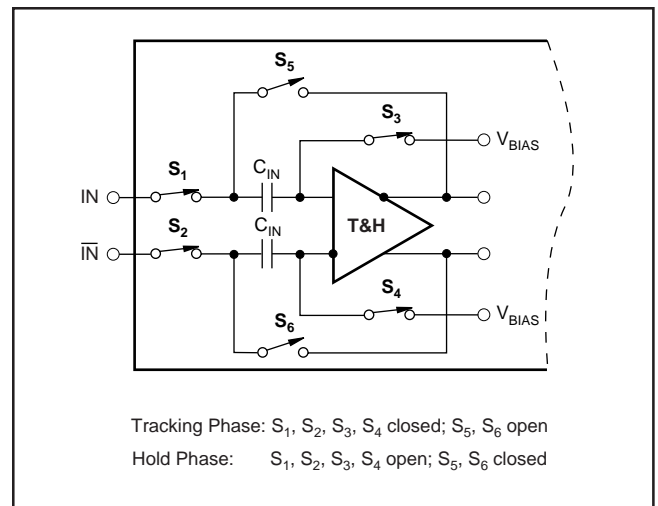 S5
S3
VBIAS
S1
CIN
IN
T&H
S2
CIN
I̅N̅
S4
VBIAS
S6
Tracking Phase: S1, S2, S3, S4 closed; S5, S6 open
Hold Phase: S1, S2, S3, S4 open; S5, S6 closed